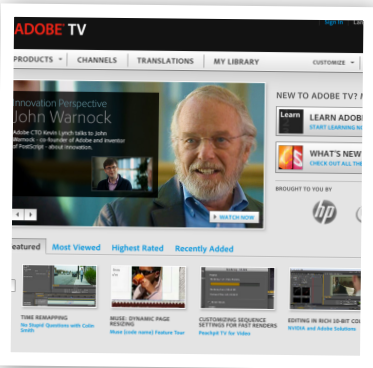 Sign In
ADOBE TV
PRODUCTS
CHANNELS
TRANSLATIONS
MY LIBRARY
CUSTOMIZE
Innovation Perspective
John Warnock
Adobe CTO Kevin Lynch talks to John
Warnock - co-founder of Adobe and Inventor
of PostScript - about innovation.
WATCH NOW
NEW TO ADOBE TV?
Learn
LEARN ADOB
START LEARNING N
WHAT'S NEW
CHECK OUT ALL THE
BROUGHT TO YOU BY
hp
eatured
Most Viewed
Highest Rated
Recently Added
TIME REMAPPING
No Stupid Questions with Colin
Smith
MUSE: DYNAMIC PAGE
RESIZING
Muse (code name) Feature Tour
CUSTOMIZING SEQUENCE
SETTINGS FOR FAST RENDERS
Peachpit TV for Video
EDITING IN RICH 10-BIT COL
NVIDIA and Adobe Solutions